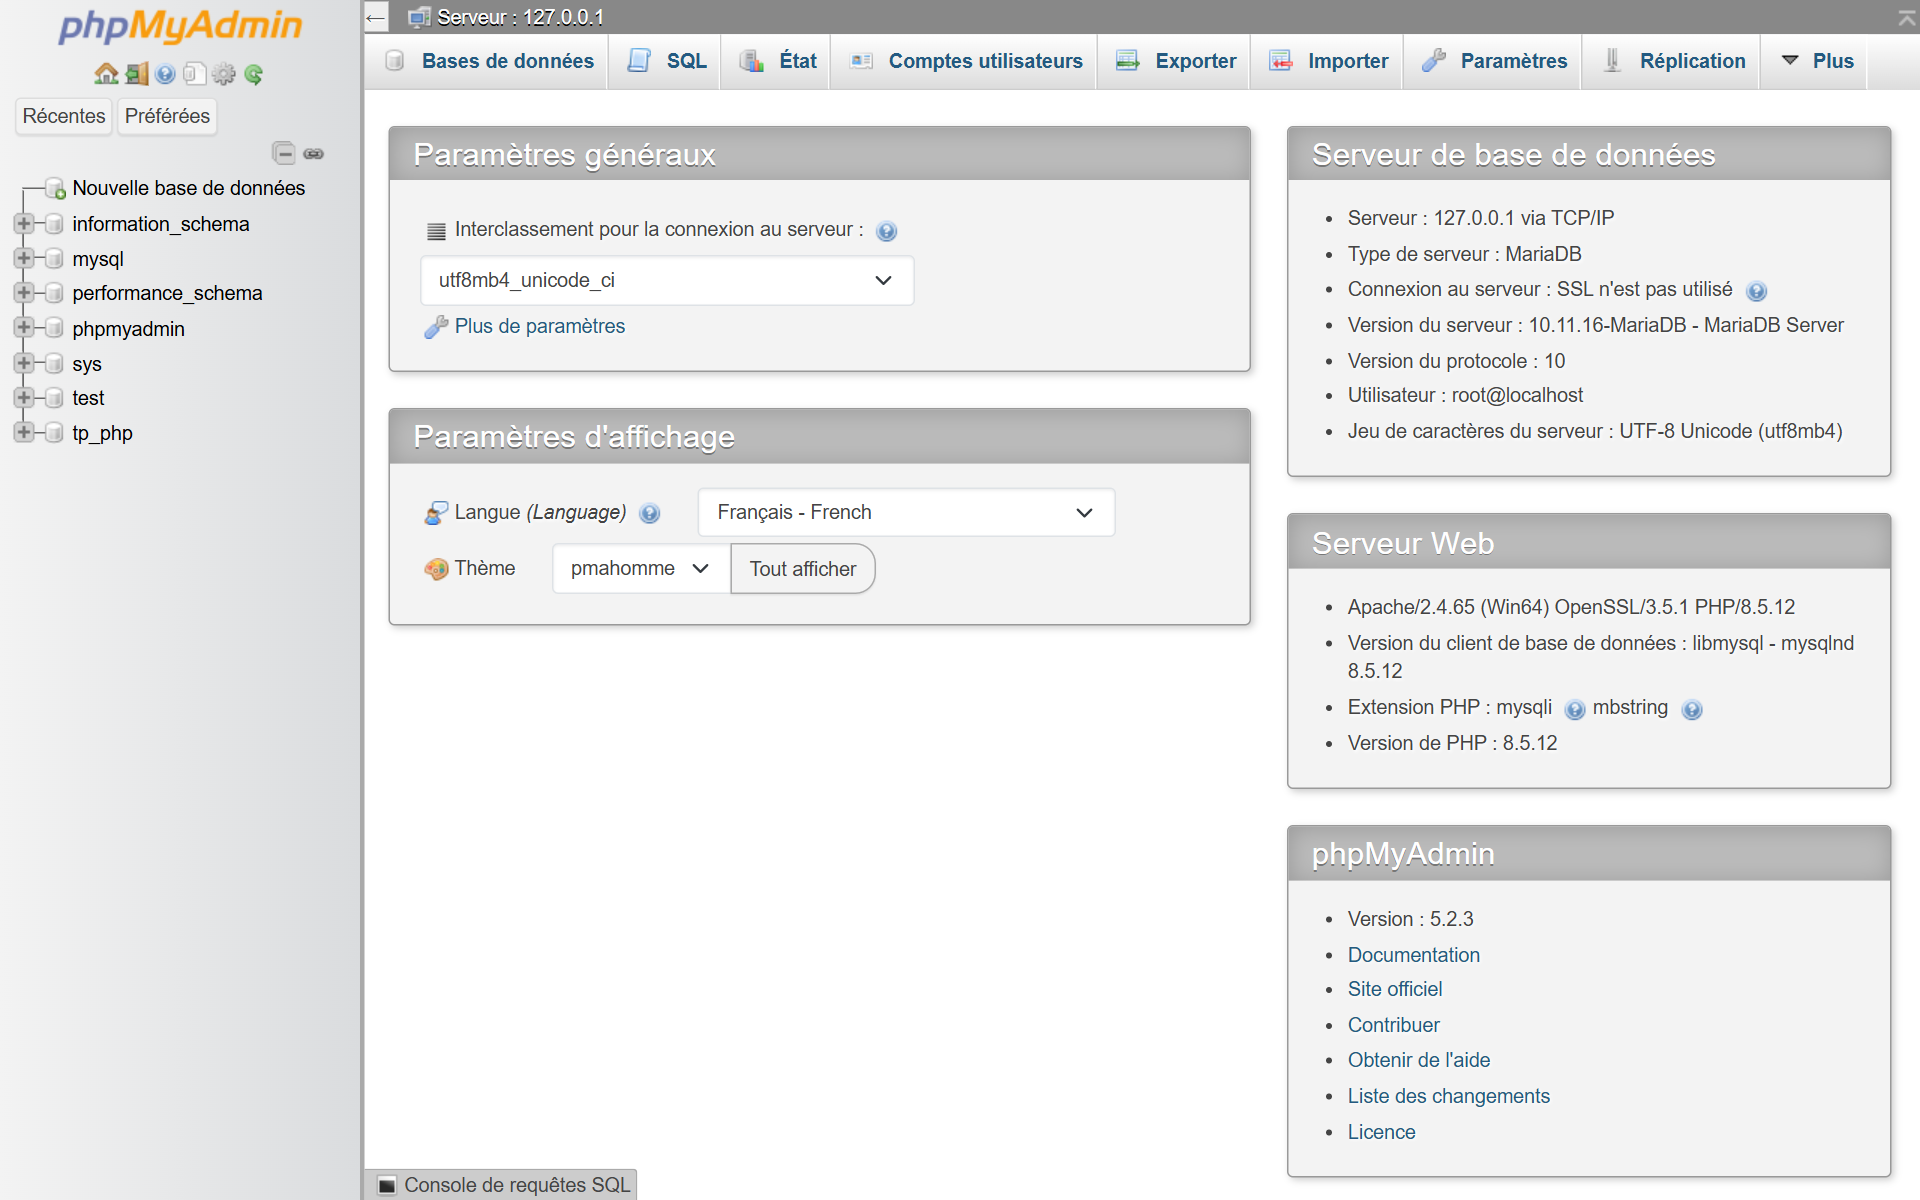 phpMyAdmin
Récentes
Préférées
Nouvelle base de données
information_schema
mysql
performance_schema
phpmyadmin
sys
test
tp_php
Serveur : 127.0.0.1
Bases de données
SQL
État
Comptes utilisateurs
Exporter
Importer
Paramètres
Réplication
Plus
Paramètres généraux
Interclassement pour la connexion au serveur :
utf8mb4_unicode_ci
Plus de paramètres
Paramètres d'affichage
Langue (Language)
Français - French
Thème
pmahomme
Tout afficher
Serveur de base de données
Serveur : 127.0.0.1 via TCP/IP
Type de serveur : MariaDB
Connexion au serveur : SSL n'est pas utilisé
Version du serveur : 10.11.16-MariaDB - MariaDB Server
Version du protocole : 10
Utilisateur : root@localhost
Jeu de caractères du serveur : UTF-8 Unicode (utf8mb4)
Serveur Web
Apache/2.4.65 (Win64) OpenSSL/3.5.1 PHP/8.5.12
Version du client de base de données : libmysql - mysqlnd
8.5.12
Extension PHP : mysqli mbstring
Version de PHP : 8.5.12
phpMyAdmin
Version : 5.2.3
Documentation
Site officiel
Contribuer
Obtenir de l'aide
Liste des changements
Licence
Console de requêtes SQL